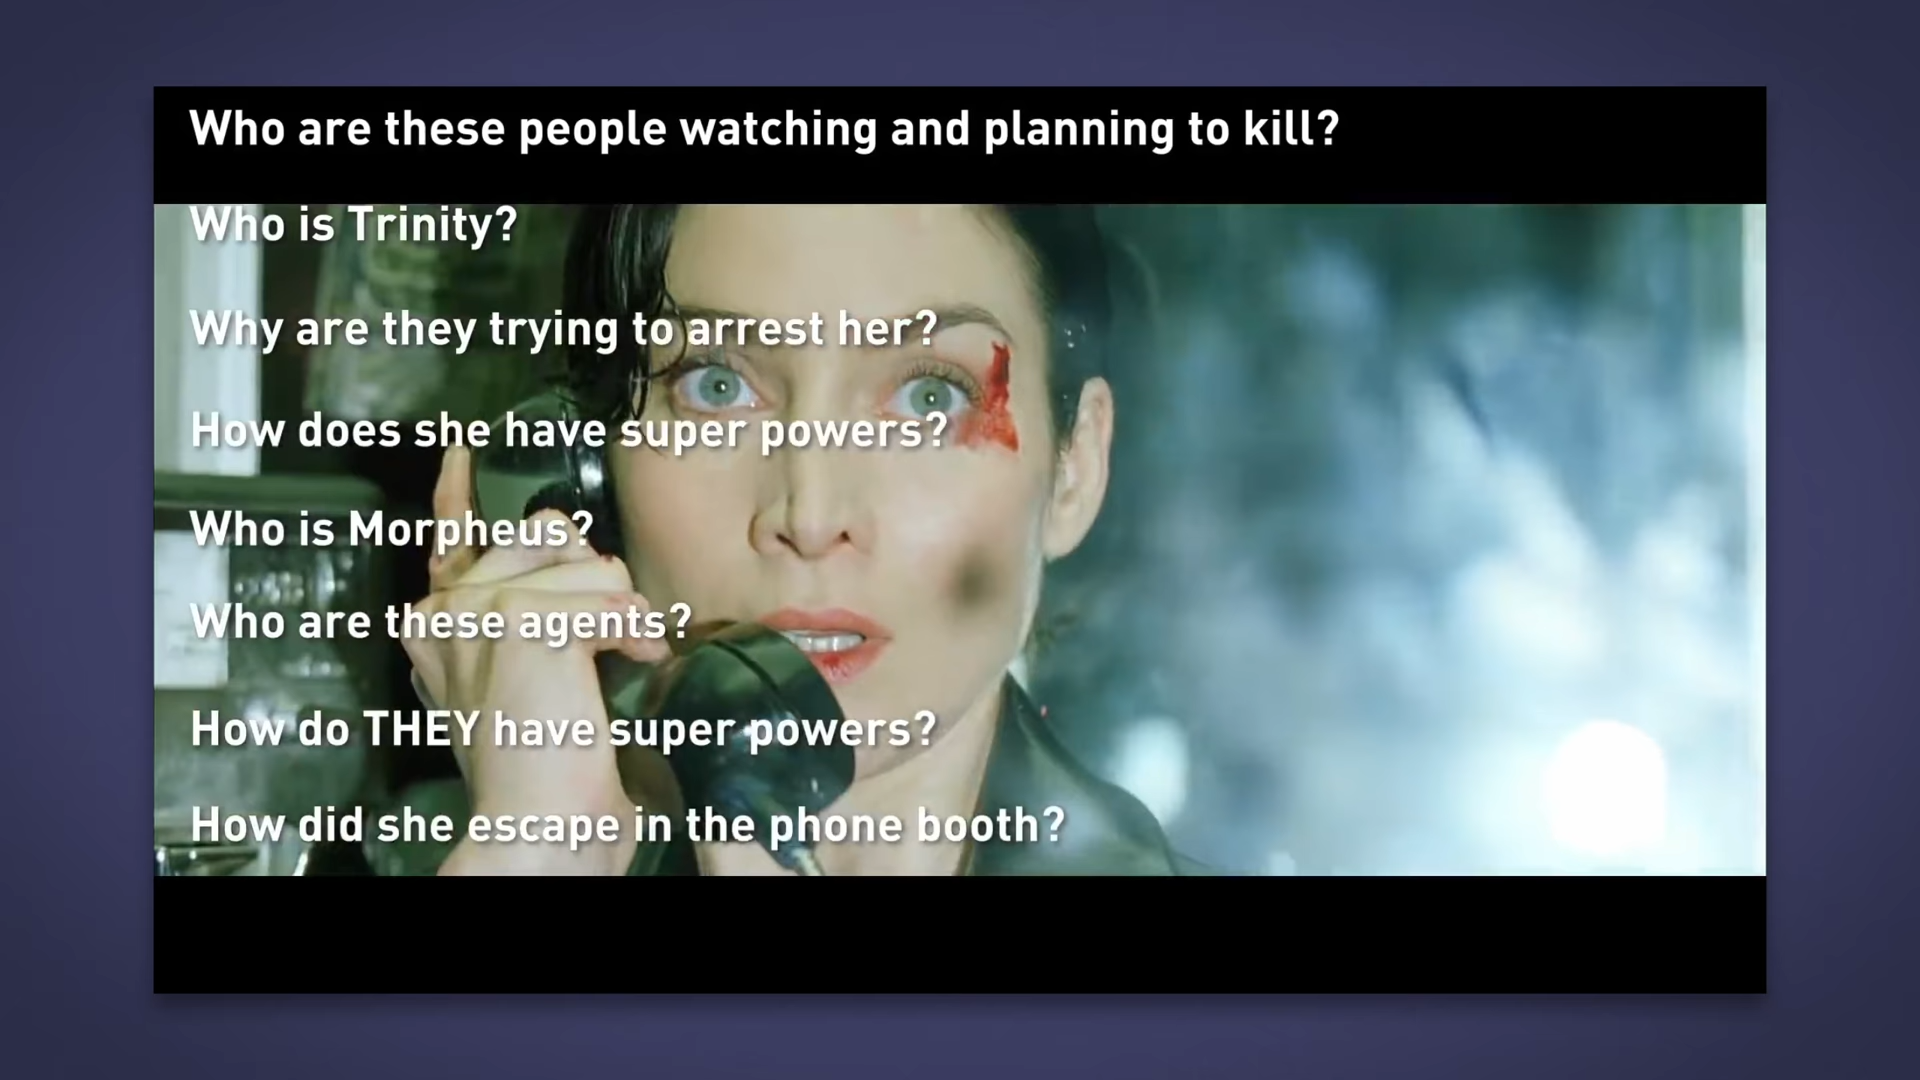 Who are these people watching and planning to kill?
Who is Trinity?
Why are they trying to arrest her?
How does she have super powers?
Who is Morpheus?
Who are these agents?
How do THEY have super powers?
How did she escape in the phone booth?